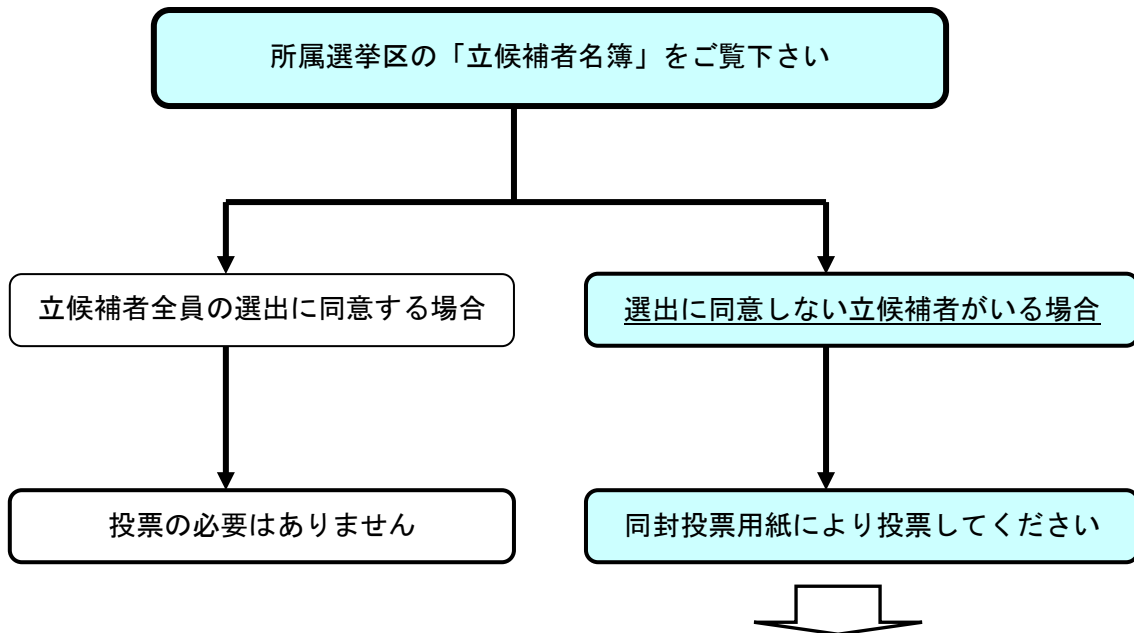 所属選挙区の「立候補者名簿」をご覧下さい
立候補者全員の選出に同意する場合
選出に同意しない立候補者がいる場合
投票の必要はありません
同封投票用紙により投票してください